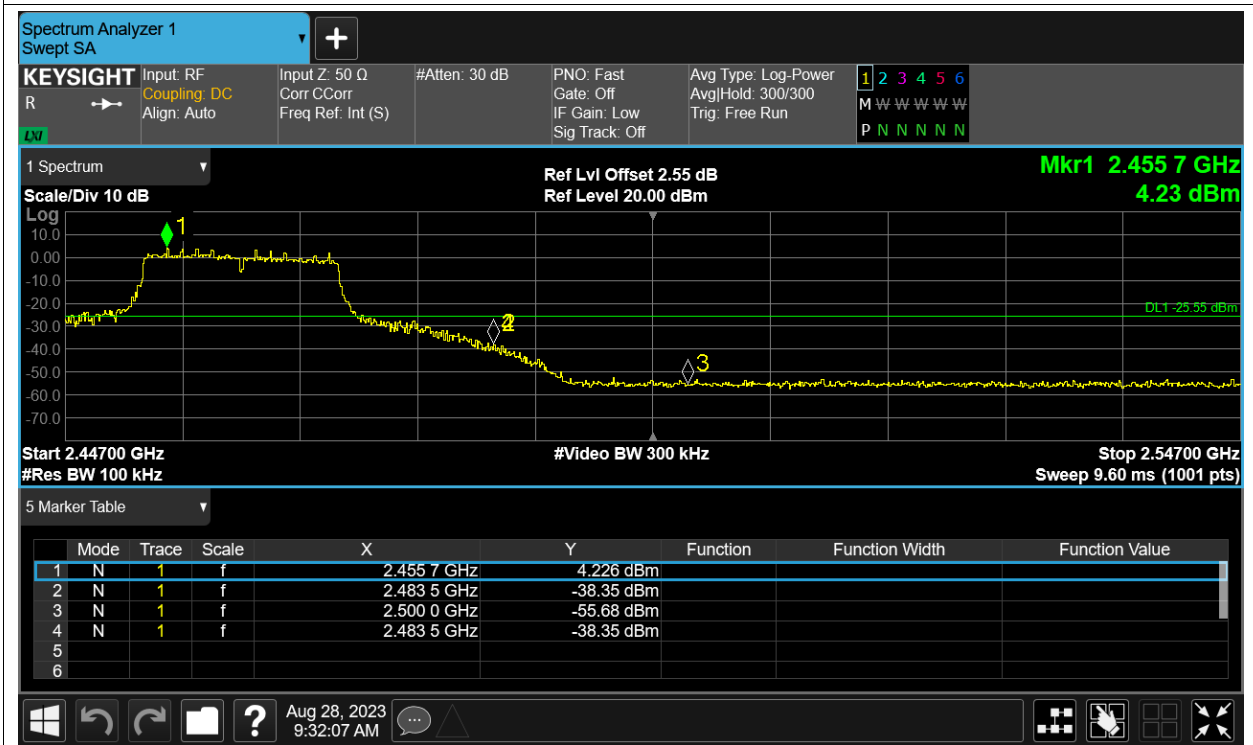 Spectrum Analyzer 1
Swept SA
+
KEYSIGHT Input: RF Input Z: 50 Ω #Atten: 30 dB PNO: Fast Avg Type: Log-Power 1 2 3 4 5 6
R Coupling: DC Corr CCorr Gate: Off Avg|Hold: 300/300 M W W W W W W
Align: Auto Freq Ref: Int (S) IF Gain: Low Trig: Free Run
LXI Sig Track: Off P N N N N N N
1 Spectrum Ref Lvl Offset 2.55 dB Mkr1 2.455 7 GHz
Scale/Div 10 dB Ref Level 20.00 dBm 4.23 dBm
Log
1
10.0
0.00
-10.0
-20.0
DL1 -25.55 dBm
-30.0
-40.0
3
-50.0
-60.0
-70.0
Start 2.44700 GHz #Video BW 300 kHz Stop 2.54700 GHz
#Res BW 100 kHz Sweep 9.60 ms (1001 pts)
5 Marker Table
Mode Trace Scale X Y Function Function Width Function Value
1 N 1 f 2.455 7 GHz 4.226 dBm
2 N 1 f 2.483 5 GHz -38.35 dBm
3 N 1 f 2.500 0 GHz -55.68 dBm
4 N 1 f 2.483 5 GHz -38.35 dBm
5
6
? Aug 28, 2023
9:32:07 AM